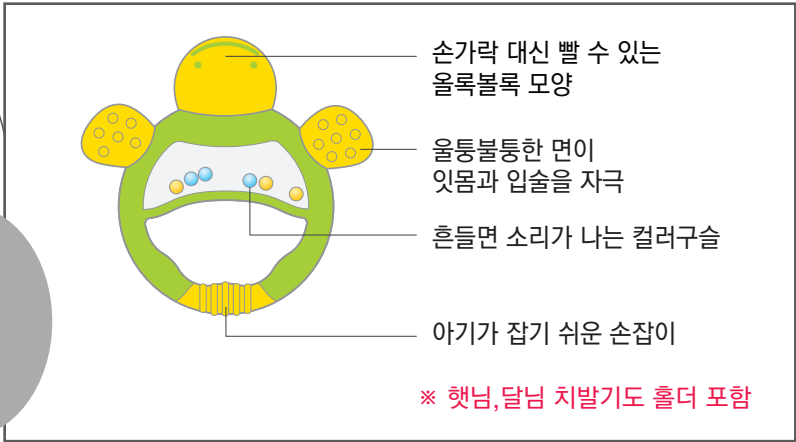 손가락 대신 빨 수 있는
올록볼록 모양
울퉁불퉁한 면이
잇몸과 입술을 자극
흔들면 소리가 나는 컬러구슬
아기가 잡기 쉬운 손잡이
※ 햇님,달님 치발기도 홀더 포함